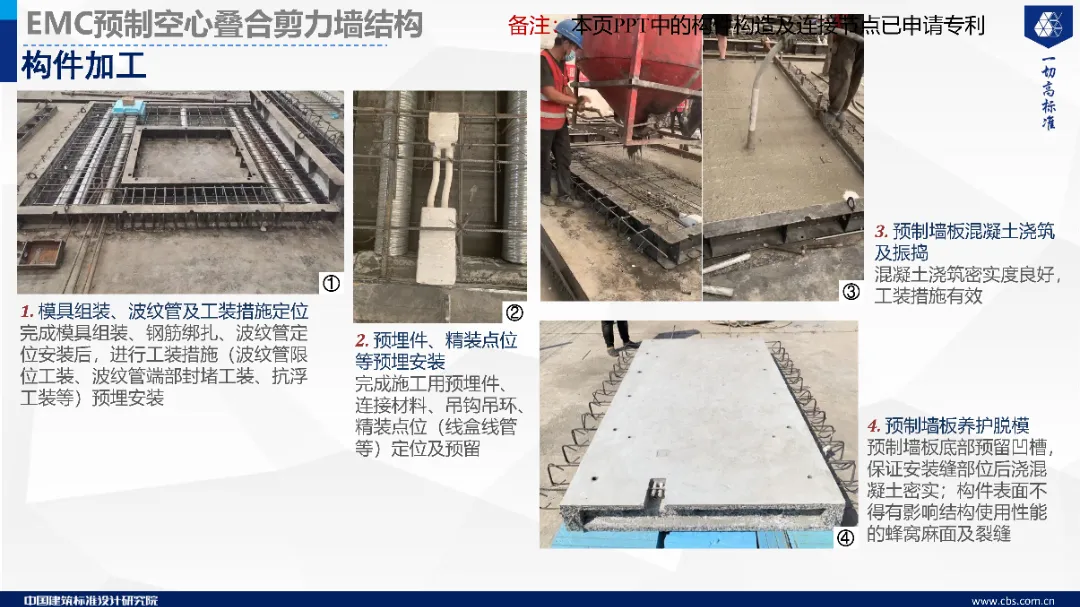 EMC预制空心叠合剪力墙结构
备注：本页PPT中的构件构造及连接节点已申请专利
构件加工
一切高标准
①
1. 模具组装、波纹管及工装措施定位
完成模具组装、钢筋绑扎、波纹管定
位安装后，进行工装措施（波纹管限
位工装、波纹管端部封堵工装、抗浮
工装等）预埋安装
②
2. 预埋件、精装点位
等预埋安装
完成施工用预埋件、
连接材料、吊钩吊环、
精装点位（线盒线管
等）定位及预留
③
3. 预制墙板混凝土浇筑
及振捣
混凝土浇筑密实度良好，
工装措施有效
④
4. 预制墙板养护脱模
预制墙板底部预留凹槽，
保证安装缝部位后浇混
凝土密实；构件表面不
得有影响结构使用性能
的蜂窝麻面及裂缝
中国建筑标准设计研究院
www.cbs.com.cn